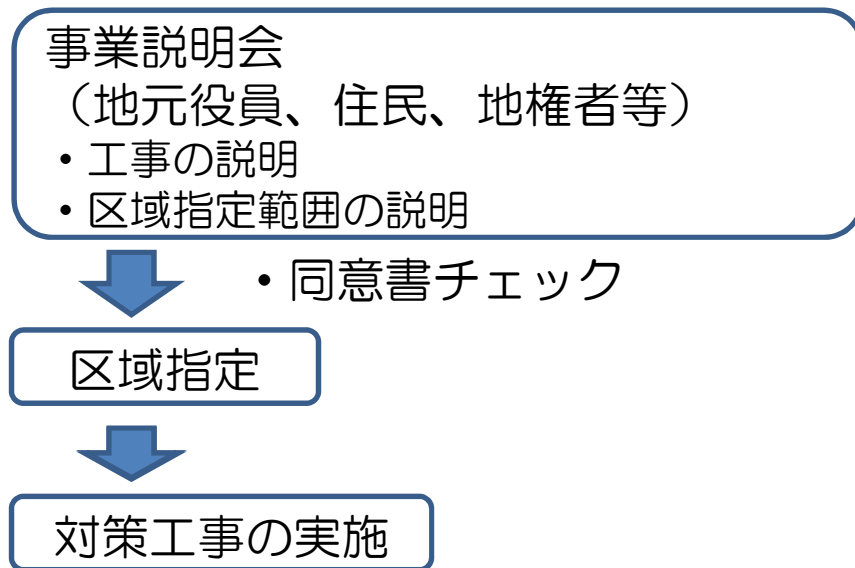 事業説明会
（地元役員、住民、地権者等）
・工事の説明
・区域指定範囲の説明
・同意書チェック
区域指定
対策工事の実施